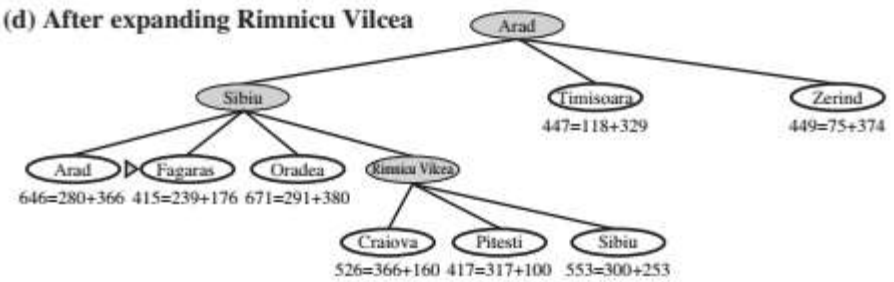 (d) After expanding Rimnicu Vilcea
Arad
Sibiu
Timisoara
Zerind
447=118+329
449=75+374
Arad
Fagaras
Oradea
Rimnicu Vilcea
646=280+366
415=239+176
671=291+380
Craiova
Pitesti
Sibiu
526=366+160
417=317+100
553=300+253